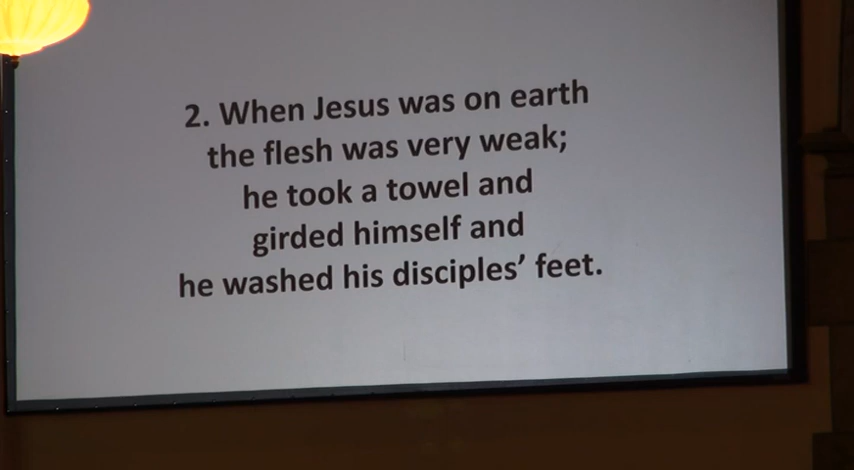 2. When Jesus was on earth
the flesh was very weak;
he took a towel and
girded himself and
he washed his disciples’ feet.